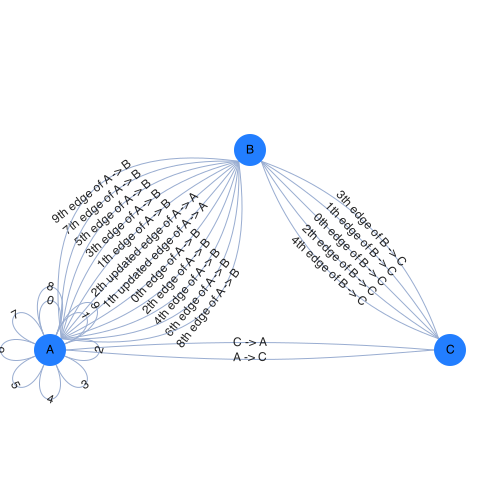 B
9th edge of A -> B
7th edge of A -> B
5th edge of A -> B
3th edge of A -> B
1th edge of A -> B
2th updated edge of A -> A
1th updated edge of A -> A
0th edge of A -> B
2th edge of A -> B
4th edge of A -> B
6th edge of A -> B
8th edge of A -> B
3th edge of B -> C
1th edge of B -> C
0th edge of B -> C
2th edge of B -> C
4th edge of B -> C
8
0
7
1
9
A
2
3
4
5
6
C -> A
A -> C
C